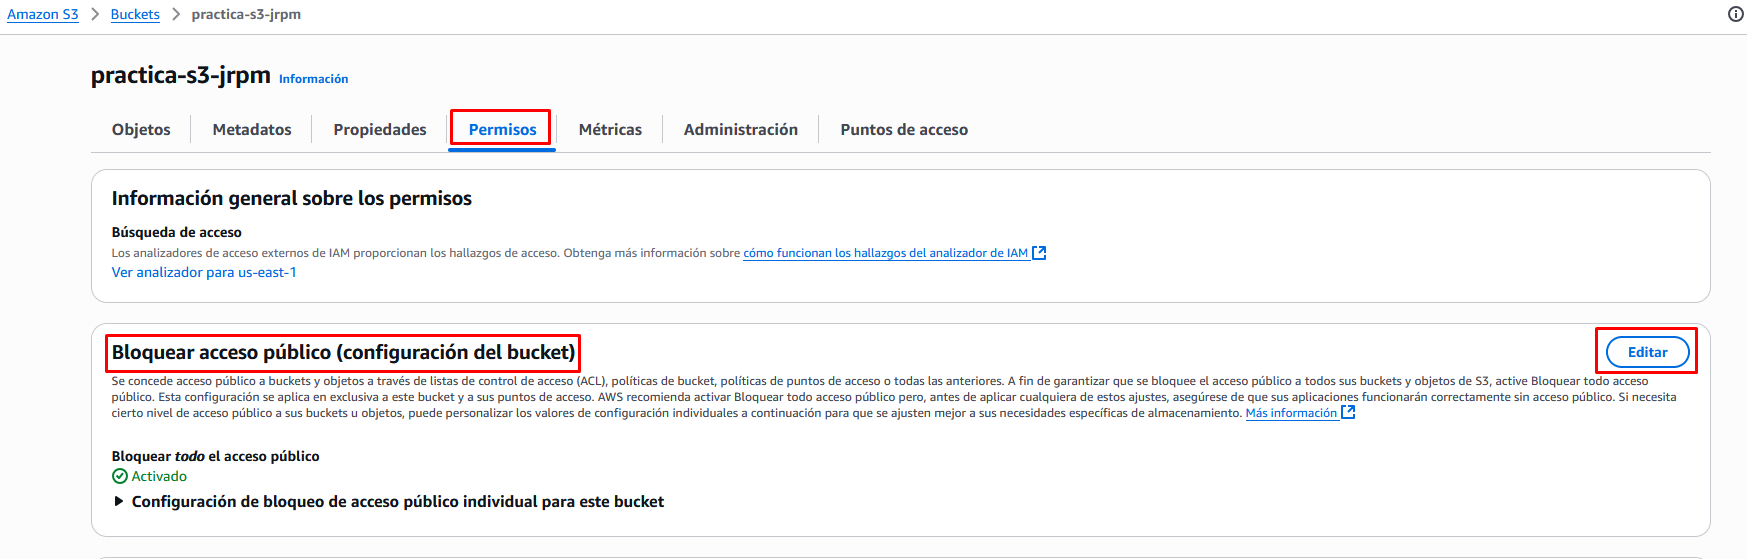 Amazon S3 > Buckets > practica-s3-jrpm
practica-s3-jrpm Información
Objetos Metadatos Propiedades Permisos Métricas Administración Puntos de acceso
Información general sobre los permisos
Búsqueda de acceso
Los analizadores de acceso externos de IAM proporcionan los hallazgos de acceso. Obtenga más información sobre cómo funcionan los hallazgos del analizador de IAM
Ver analizador para us-east-1
Bloquear acceso público (configuración del bucket)
Editar
Se concede acceso público a buckets y objetos a través de listas de control de acceso (ACL), políticas de bucket, políticas de puntos de acceso o todas las anteriores. A fin de garantizar que se bloquee el acceso público a todos sus buckets y objetos de S3, active Bloquear todo acceso
público. Esta configuración se aplica en exclusiva a este bucket y a sus puntos de acceso. AWS recomienda activar Bloquear todo acceso público pero, antes de aplicar cualquiera de estos ajustes, asegúrese de que sus aplicaciones funcionarán correctamente sin acceso público. Si necesita
cierto nivel de acceso público a sus buckets u objetos, puede personalizar los valores de configuración individuales a continuación para que se ajusten mejor a sus necesidades específicas de almacenamiento. Más información
Bloquear todo el acceso público
Activado
Configuración de bloqueo de acceso público individual para este bucket